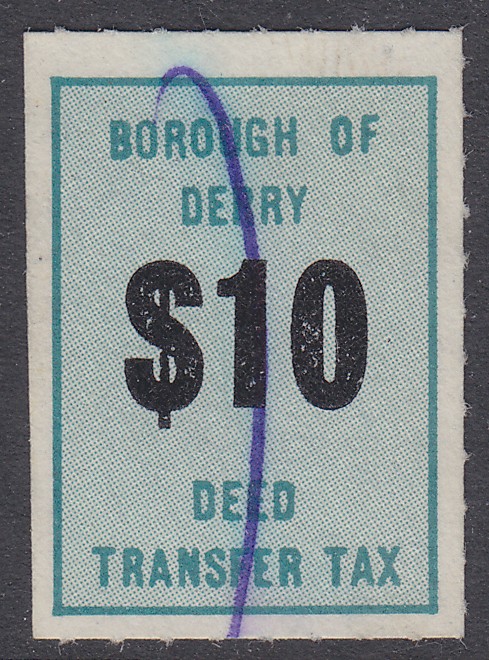 BOROUGH OF
DERRY
$10
DEED
TRANSFER TAX